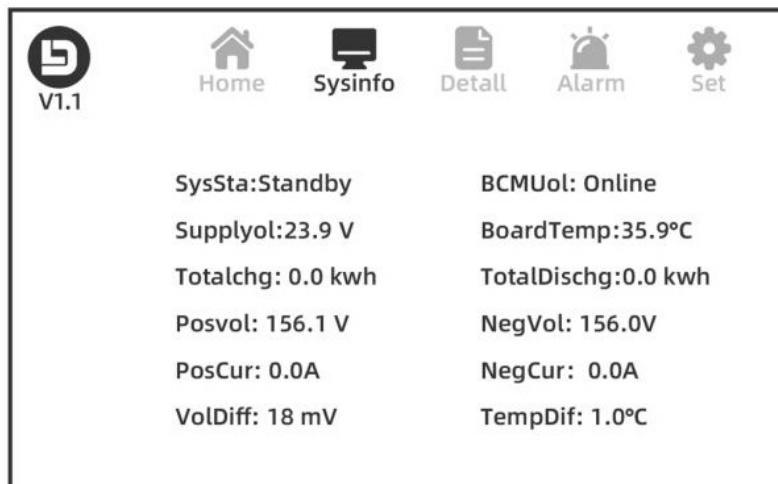 V1.1
Home Sysinfo Detall Alarm Set
SysSta:Standby BCMUol: Online
Supplyol:23.9 V BoardTemp:35.9°C
Totalchg: 0.0 kwh TotalDischg:0.0 kwh
Posvol: 156.1 V NegVol: 156.0V
PosCur: 0.0A NegCur: 0.0A
VolDiff: 18 mV TempDif: 1.0°C